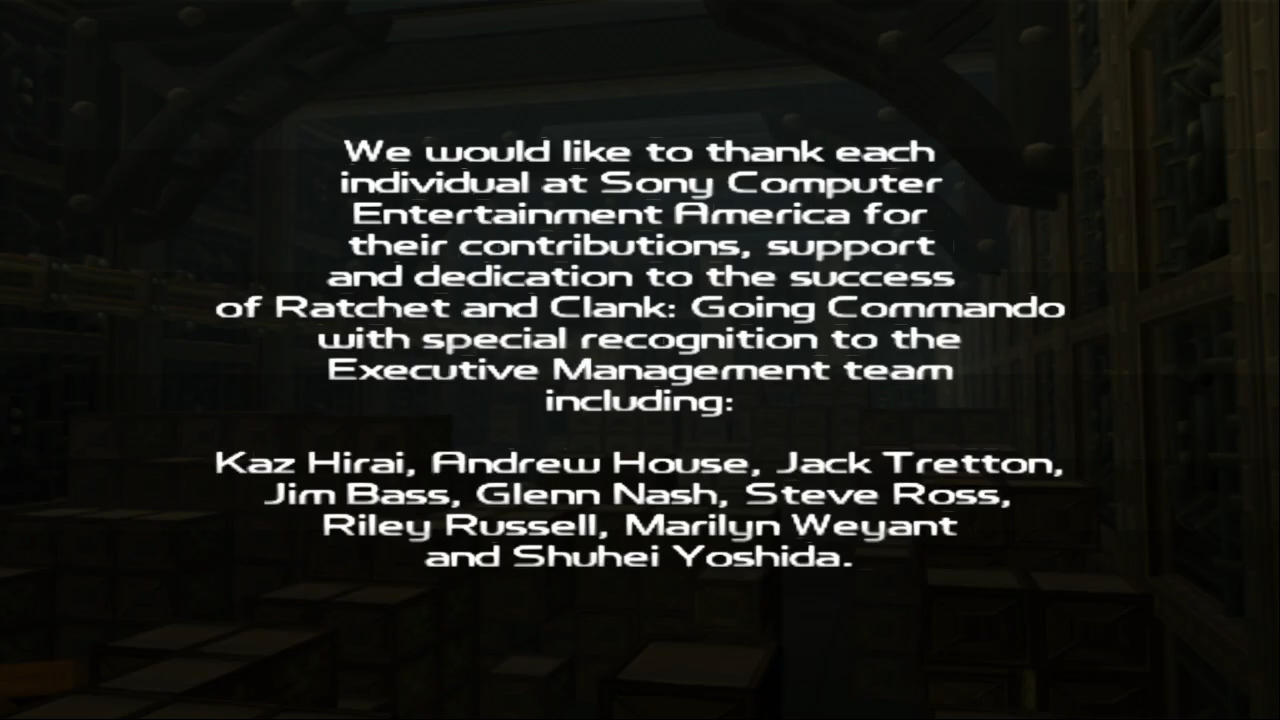 We would like to thank each
individual at Sony Computer
Entertainment America for
their contributions, support
and dedication to the success
of Ratchet and Clank: Going Commando
with special recognition to the
Executive Management team
including:
Kaz Hirai, Andrew House, Jack Tretton,
Jim Bass, Glenn Nash, Steve Ross,
Riley Russell, Marilyn Weyant
and Shuhei Yoshida.